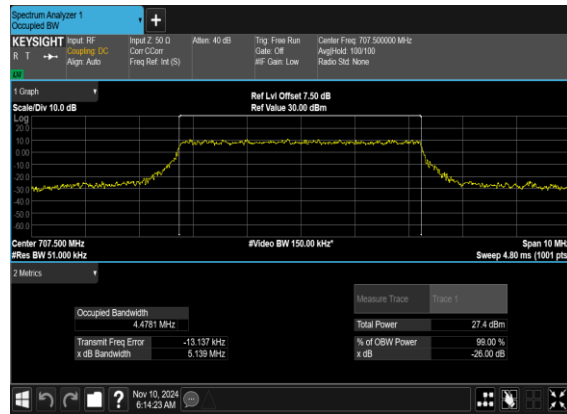 Spectrum Analyzer 1
Occupied BW
+
KEYSIGHT Input: RF Input Z: 50 Ω Atten: 40 dB Trig: Free Run Center Freq: 707.500000 MHz
R T Coupling: DC Corr CCorr Gate: Off Avg|Hold: 100/100
Align: Auto Freq Ref: Int (S) #IF Gain: Low Radio Std: None
LW
1 Graph
Ref Lvl Offset 7.50 dB
Scale/Div 10.0 dB Ref Value 30.00 dBm
Log
20.0
10.0
0.00
-10.0
-20.0
-30.0
-40.0
-50.0
-60.0
Center 707.500 MHz #Video BW 150.00 kHz* Span 10 MHz
#Res BW 51.000 kHz Sweep 4.80 ms (1001 pts)
2 Metrics
Measure Trace Trace 1
Occupied Bandwidth
4.4781 MHz Total Power 27.4 dBm
Transmit Freq Error -13.137 kHz % of OBW Power 99.00 %
x dB Bandwidth 5.139 MHz x dB -26.00 dB
? Nov 10, 2024
6:14:23 AM